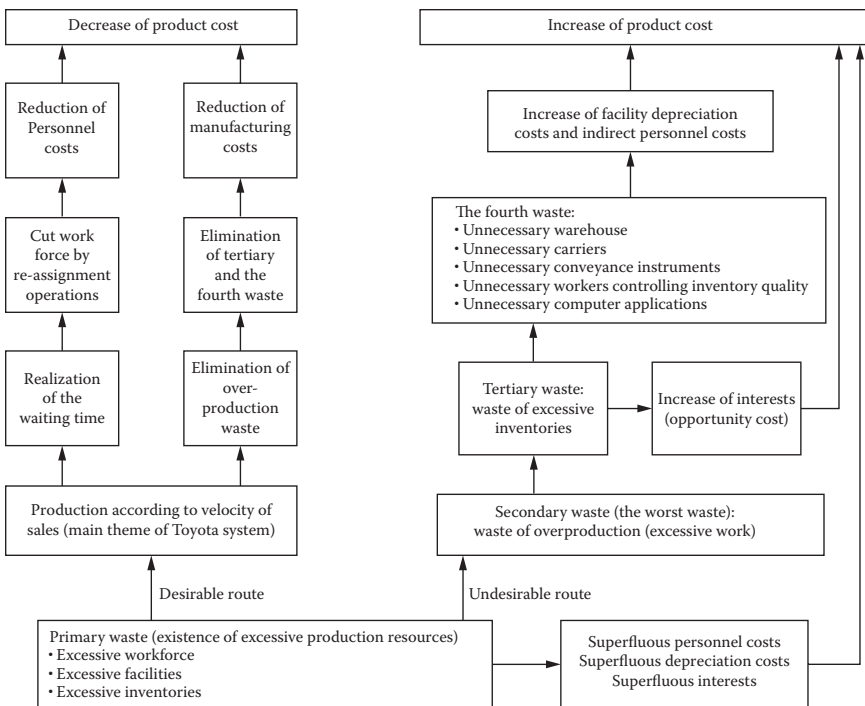 Decrease of product cost
Increase of product cost
Reduction of
Personnel
costs
Reduction of
manufacturing
costs
Increase of facility depreciation
costs and indirect personnel costs
Cut work
force by
re-assignment
operations
Elimination
of tertiary
and the
fourth waste
The fourth waste:
• Unnecessary warehouse
• Unnecessary carriers
• Unnecessary conveyance instruments
• Unnecessary workers controlling inventory quality
• Unnecessary computer applications
Realization
of the
waiting time
Elimination of
over-
production
waste
Tertiary waste:
waste of excessive
inventories
Increase of interests
(opportunity cost)
Production according to velocity of
sales (main theme of Toyota system)
Secondary waste (the worst waste):
waste of overproduction (excessive work)
Desirable route
Undesirable route
Primary waste (existence of excessive production resources)
• Excessive workforce
• Excessive facilities
• Excessive inventories
Superfluous personnel costs
Superfluous depreciation costs
Superfluous interests